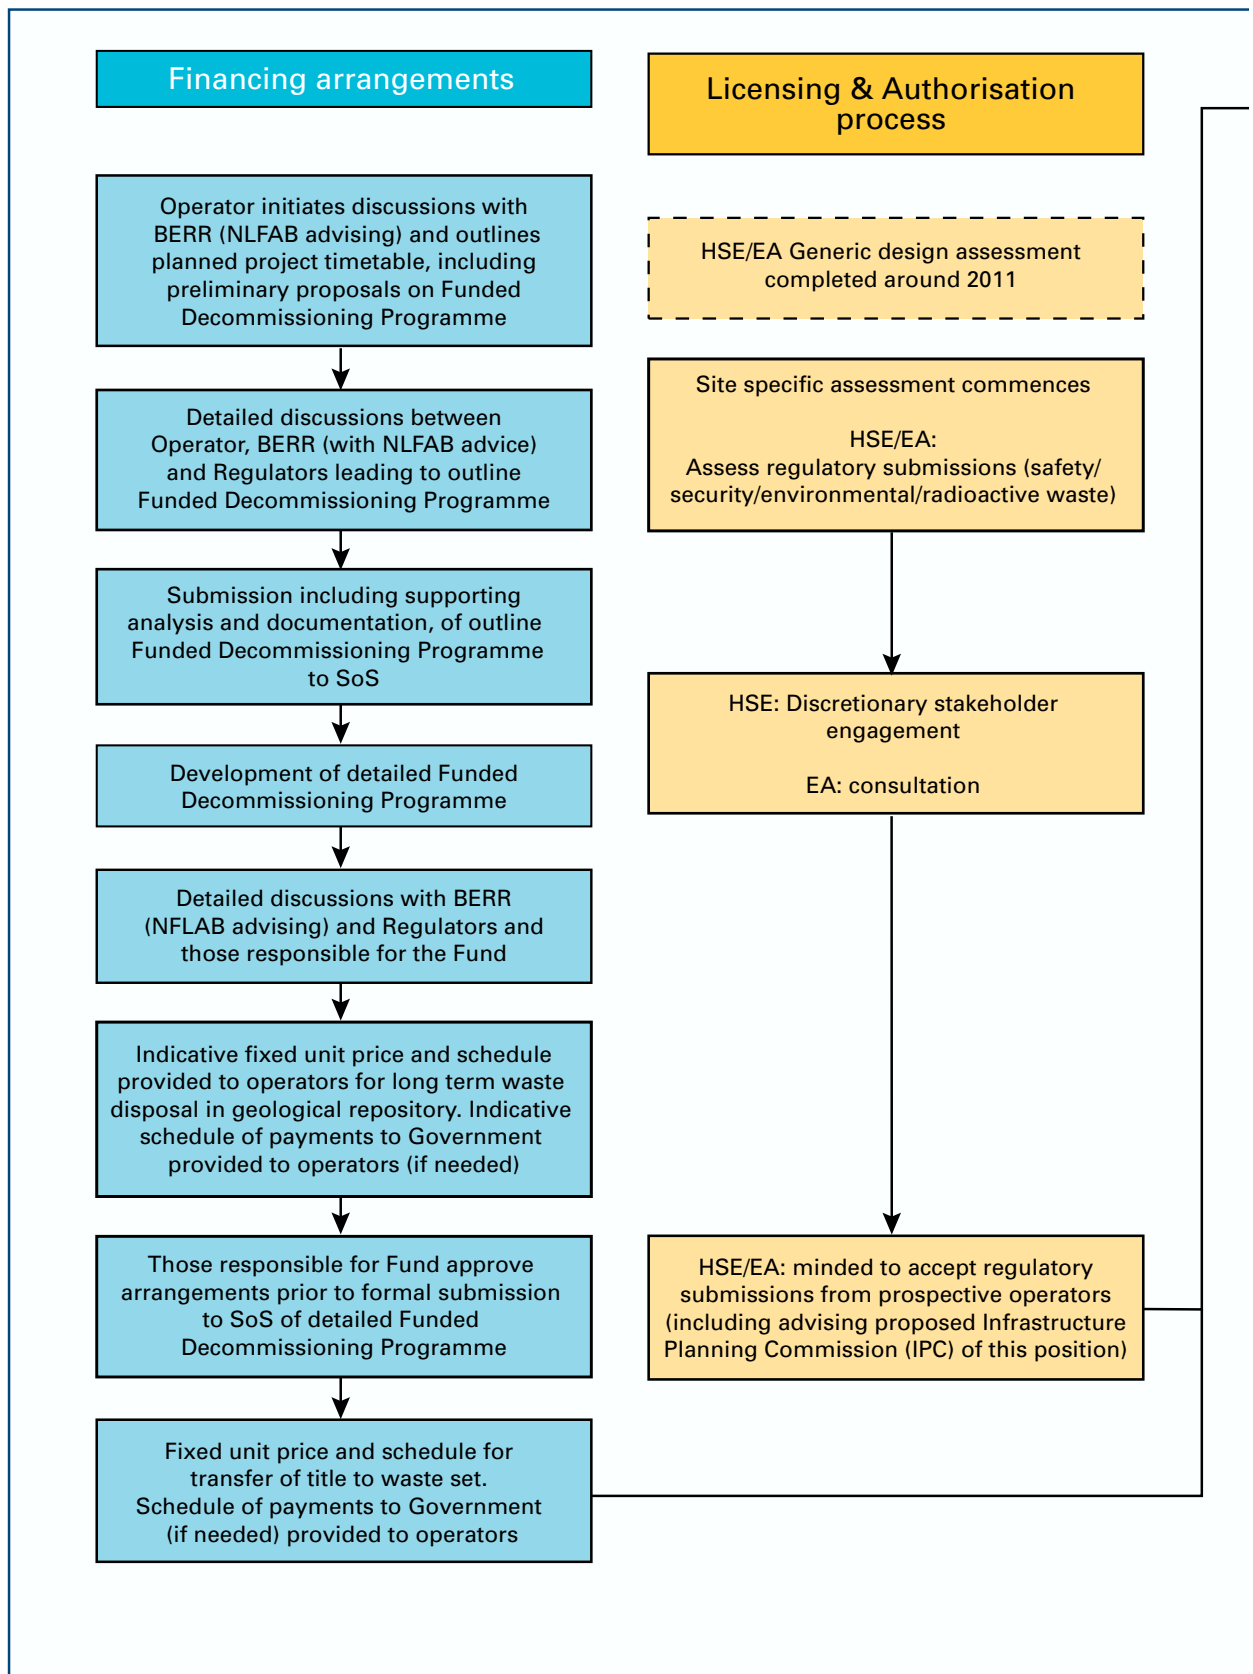 Financing arrangements
Operator initiates discussions with
BERR (NLFAB advising) and outlines
planned project timetable, including
preliminary proposals on Funded
Decommissioning Programme
Detailed discussions between
Operator, BERR (with NLFAB advice)
and Regulators leading to outline
Funded Decommissioning Programme
Submission including supporting
analysis and documentation, of outline
Funded Decommissioning Programme
to SoS
Development of detailed Funded
Decommissioning Programme
Detailed discussions with BERR
(NFLAB advising) and Regulators and
those responsible for the Fund
Indicative fixed unit price and schedule
provided to operators for long term waste
disposal in geological repository. Indicative
schedule of payments to Government
provided to operators (if needed)
Those responsible for Fund approve
arrangements prior to formal submission
to SoS of detailed Funded
Decommissioning Programme
Fixed unit price and schedule for
transfer of title to waste set.
Schedule of payments to Government
(if needed) provided to operators
Licensing & Authorisation
process
HSE/EA Generic design assessment
completed around 2011
Site specific assessment commences
HSE/EA:
Assess regulatory submissions (safety/
security/environmental/radioactive waste)
HSE: Discretionary stakeholder
engagement
EA: consultation
HSE/EA: minded to accept regulatory
submissions from prospective operators
(including advising proposed Infrastructure
Planning Commission (IPC) of this position)